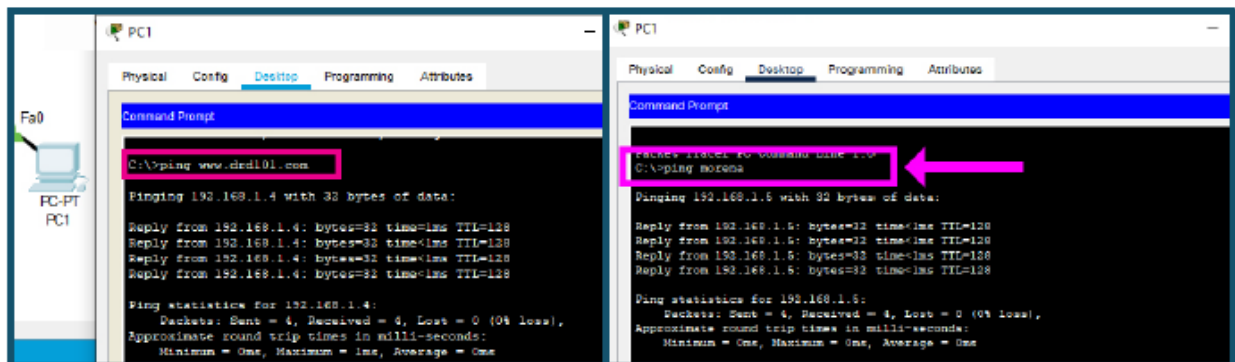 Fa0
PC-PT
PC1
PC1
Physical Config Desktop Programming Attributes
Command Prompt
C:\>ping www.drd101.com
Pinging 192.168.1.4 with 32 bytes of data:
Reply from 192.168.1.4: bytes=32 time=1ms TTL=128
Reply from 192.168.1.4: bytes=32 time<1ms TTL=128
Reply from 192.168.1.4: bytes=32 time<1ms TTL=128
Reply from 192.168.1.4: bytes=32 time<1ms TTL=128
Ping statistics for 192.168.1.4:
Packets: Sent = 4, Received = 4, Lost = 0 (0% loss),
Approximate round trip times in milli-seconds:
Minimum = 0ms, Maximum = 1ms, Average = 0ms
PC1
Physical Config Desktop Programming Attributes
Command Prompt
Packet Tracer PC Command Line 1.0
C:\>ping morena
Pinging 192.168.1.5 with 32 bytes of data:
Reply from 192.168.1.5: bytes=32 time<1ms TTL=128
Reply from 192.168.1.5: bytes=32 time<1ms TTL=128
Reply from 192.168.1.5: bytes=32 time<1ms TTL=128
Reply from 192.168.1.5: bytes=32 time<1ms TTL=128
Ping statistics for 192.168.1.5:
Packets: Sent = 4, Received = 4, Lost = 0 (0% loss),
Approximate round trip times in milli-seconds:
Minimum = 0ms, Maximum = 0ms, Average = 0ms